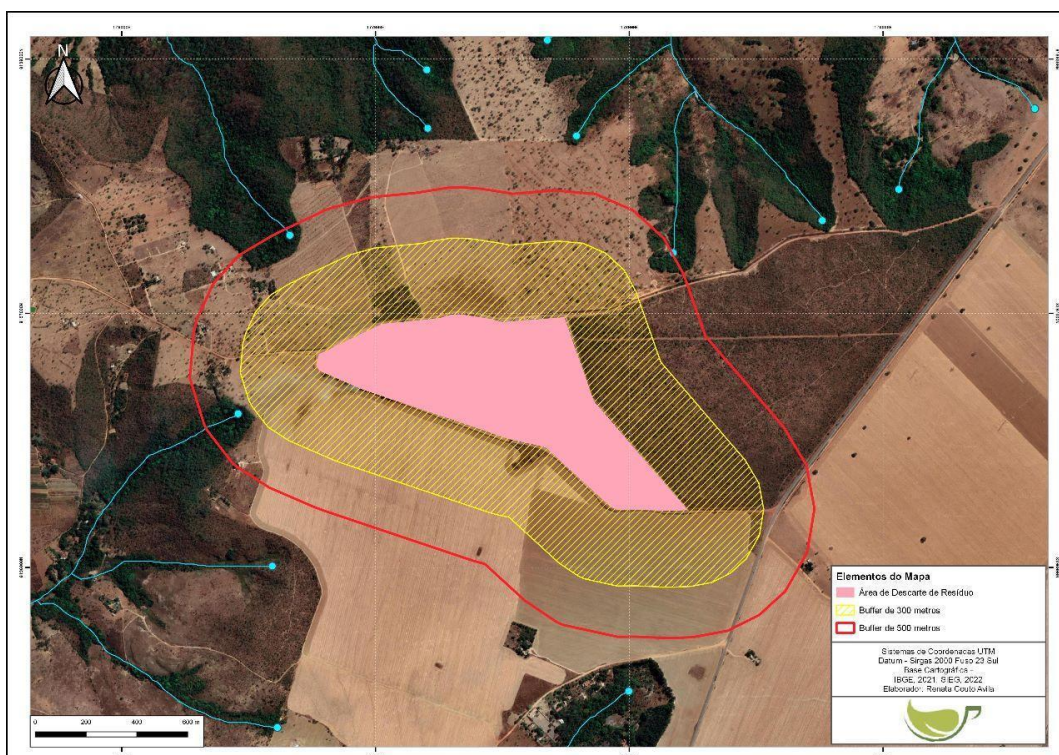 N
Elementos do Mapa
Área de Descarte de Resíduo
Buffer de 300 metros
Buffer de 500 metros
Sistemas de Coordenadas UTM
Datum - Sirgas 2000 Fuso 23 Sul
Base Cartográfica -
IBGE, 2021; SIEG, 2022
Elaborador: Renata Couto Avila
0 200 400 600 m